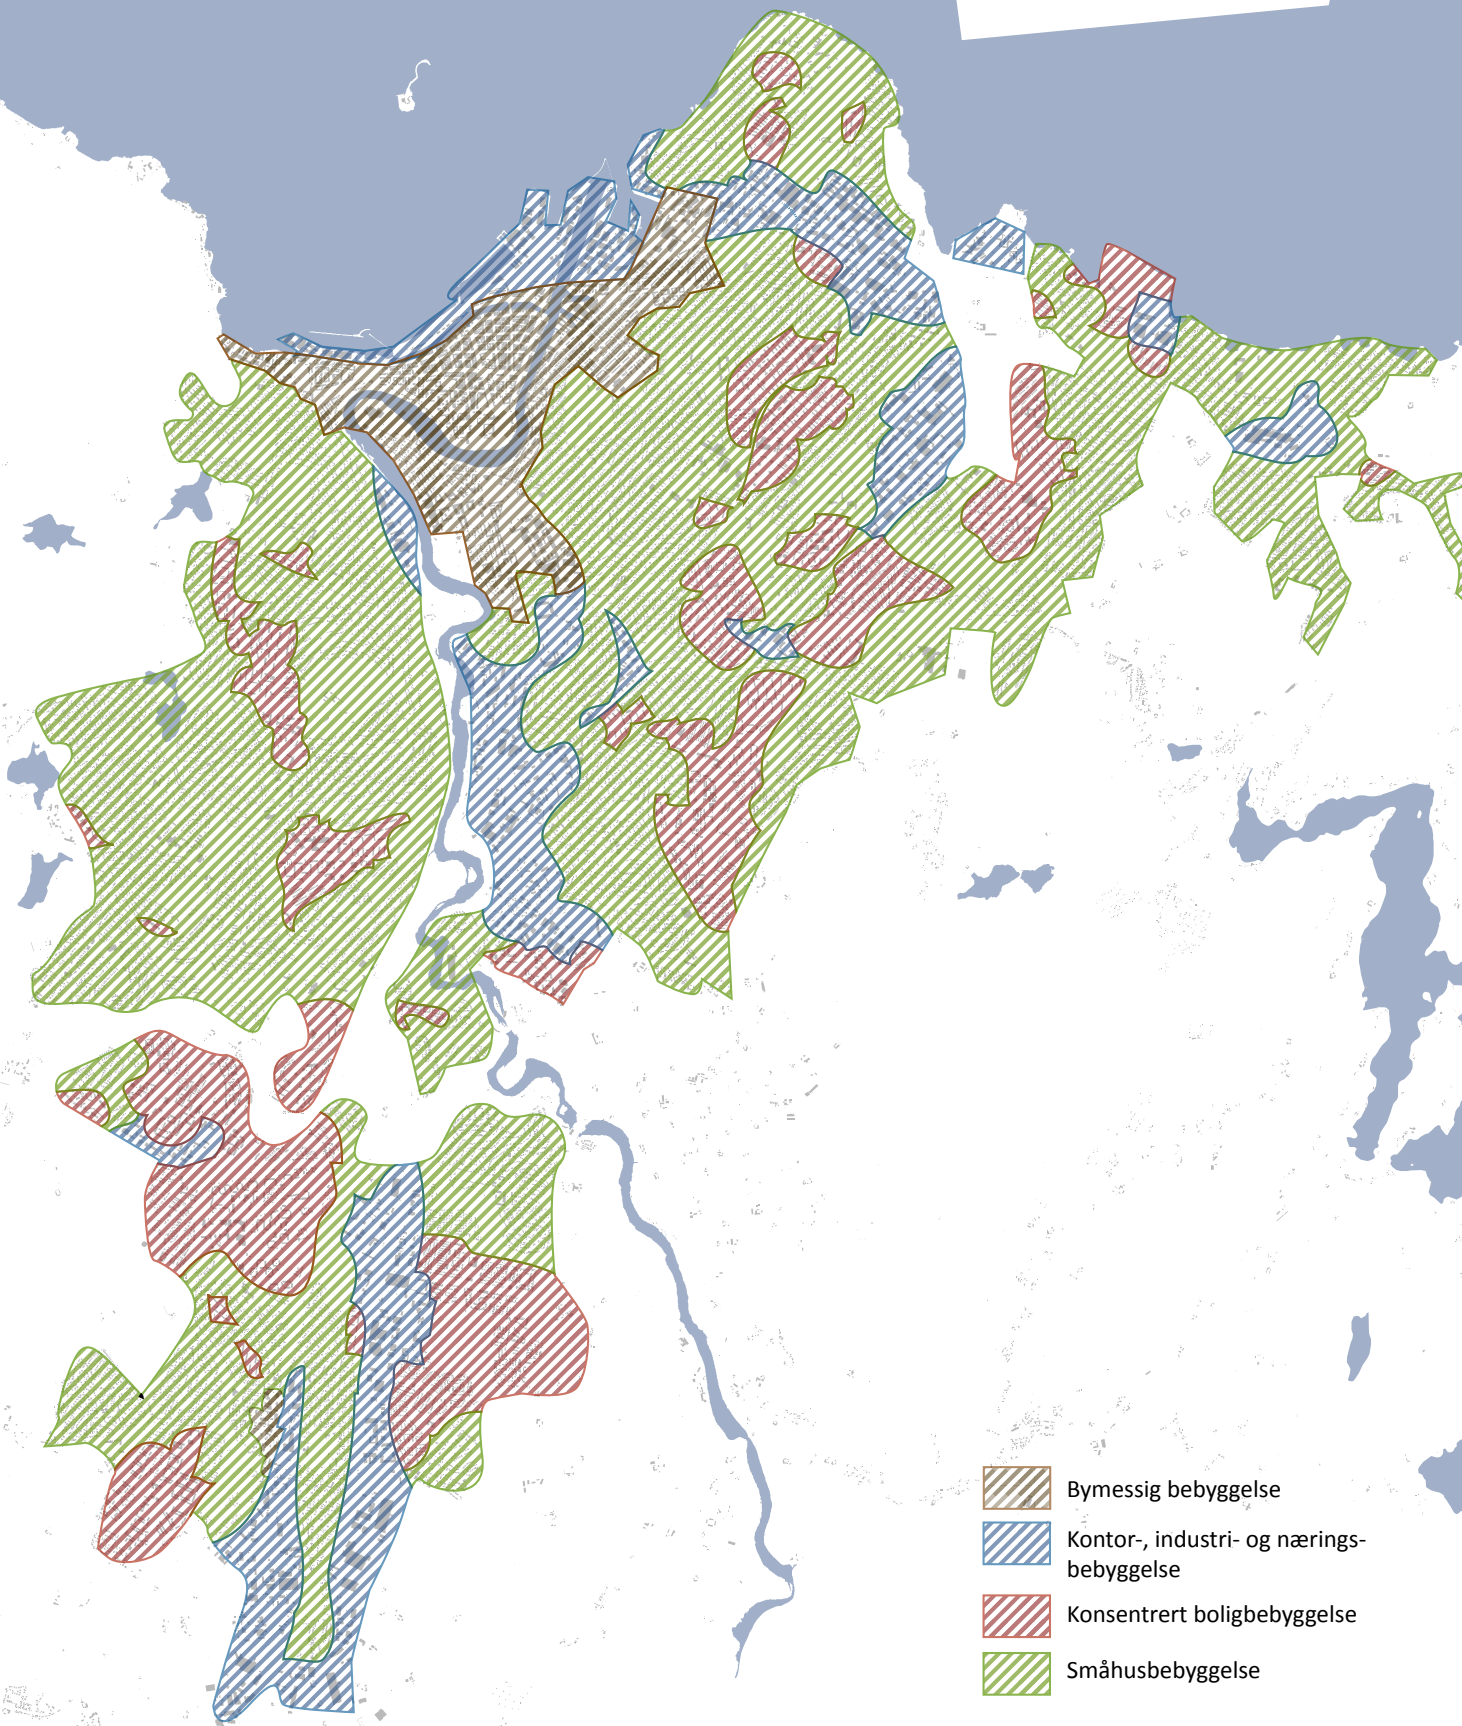 Bymessig bebyggelse
Kontor-, industri- og nærings-
bebyggelse
Konsentrert boligbebyggelse
Småhusbebyggelse